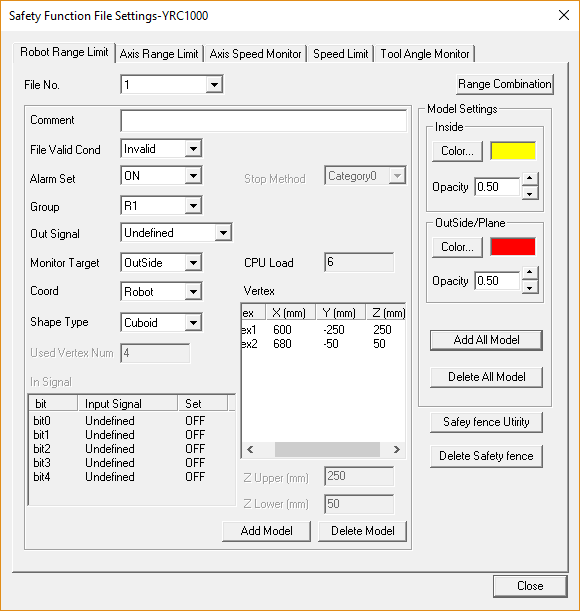 Safety Function File Settings-YRC1000
Robot Range Limit Axis Range Limit Axis Speed Monitor Speed Limit Tool Angle Monitor
File No. 1 Range Combination
Comment
File Valid Cond Invalid
Alarm Set ON Stop Method Category0
Group R1
Out Signal Undefined
Monitor Target OutSide CPU Load 6
Coord Robot Vertex
Shape Type Cuboid
Used Vertex Num 4
ex X (mm) Y (mm) Z (mm)
ex1 600 -250 250
ex2 680 -50 50
In Signal
bit Input Signal Set
bit0 Undefined OFF
bit1 Undefined OFF
bit2 Undefined OFF
bit3 Undefined OFF
bit4 Undefined OFF
Z Upper (mm) 250
Z Lower (mm) 50
Add Model Delete Model
Model Settings
Inside
Color...
Opacity 0.50
OutSide/Plane
Color...
Opacity 0.50
Add All Model
Delete All Model
Safey fence Utirity
Delete Safety fence
Close